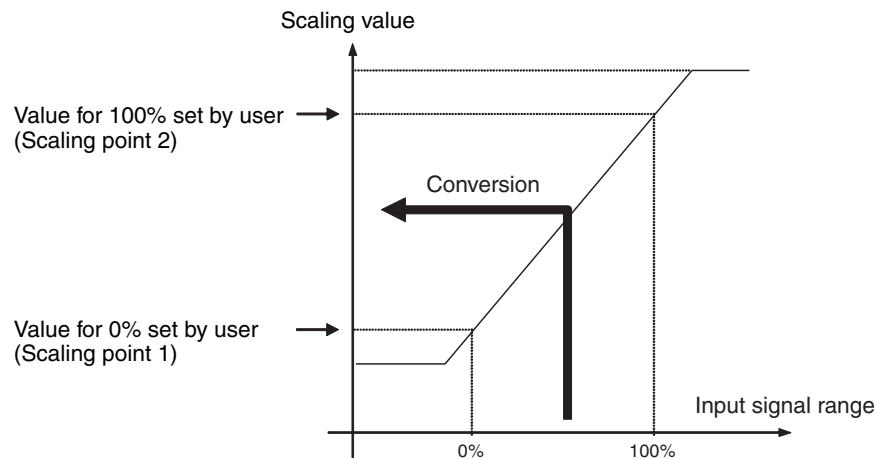 Scaling value
Value for 100% set by user
(Scaling point 2)
Conversion
Value for 0% set by user
(Scaling point 1)
Input signal range
0%
100%